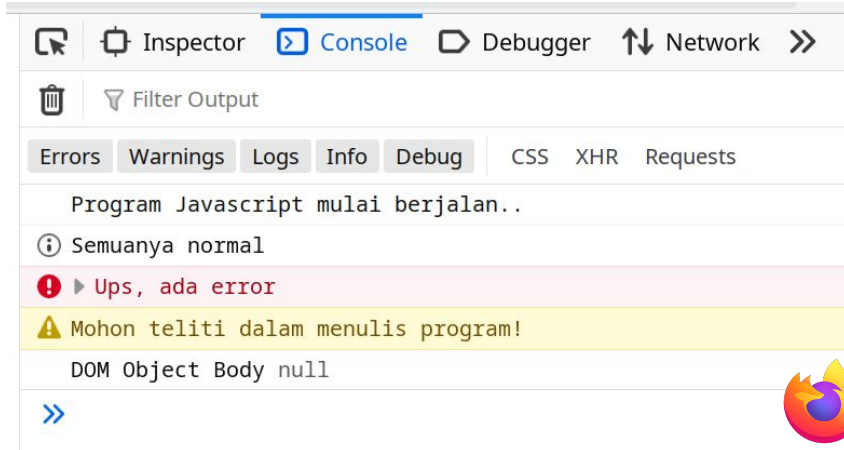 Inspector Console Debugger Network
Filter Output
Errors Warnings Logs Info Debug CSS XHR Requests
Program Javascript mulai berjalan..
Semuanya normal
Ups, ada error
Mohon teliti dalam menulis program!
DOM Object Body null